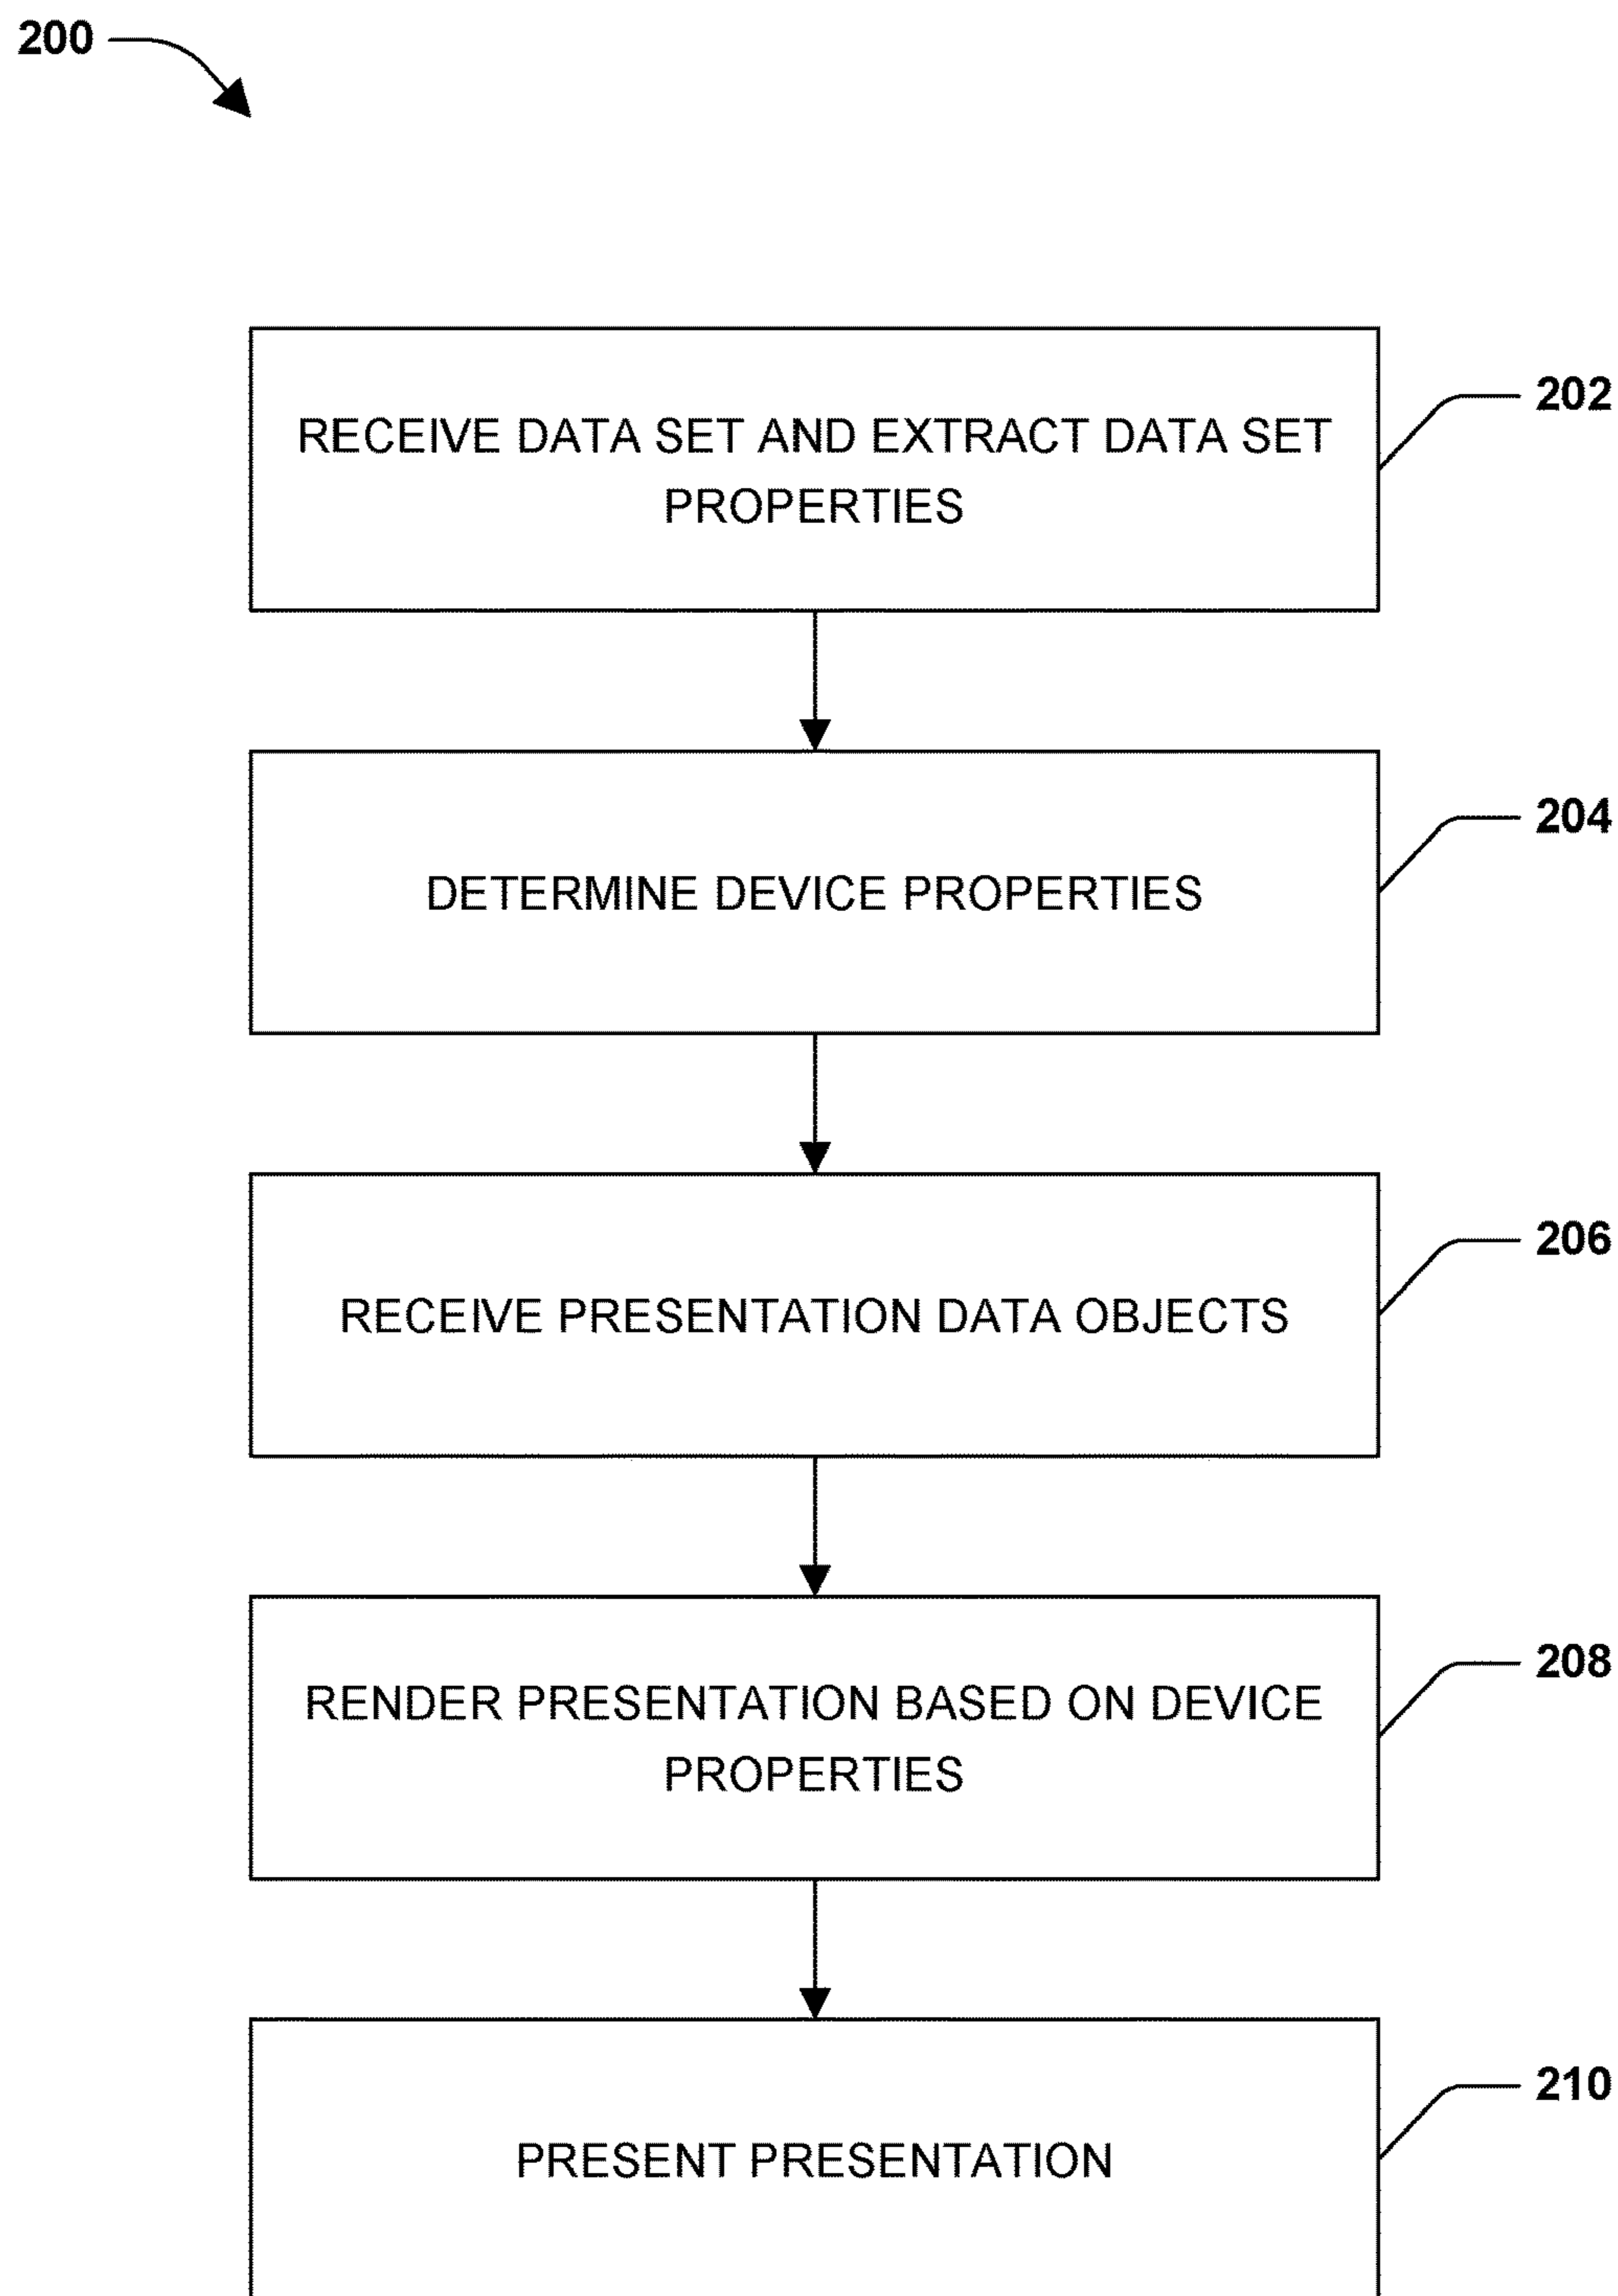 200
RECEIVE DATA SET AND EXTRACT DATA SET
PROPERTIES
202
DETERMINE DEVICE PROPERTIES
204
RECEIVE PRESENTATION DATA OBJECTS
206
RENDER PRESENTATION BASED ON DEVICE
PROPERTIES
208
PRESENT PRESENTATION
210